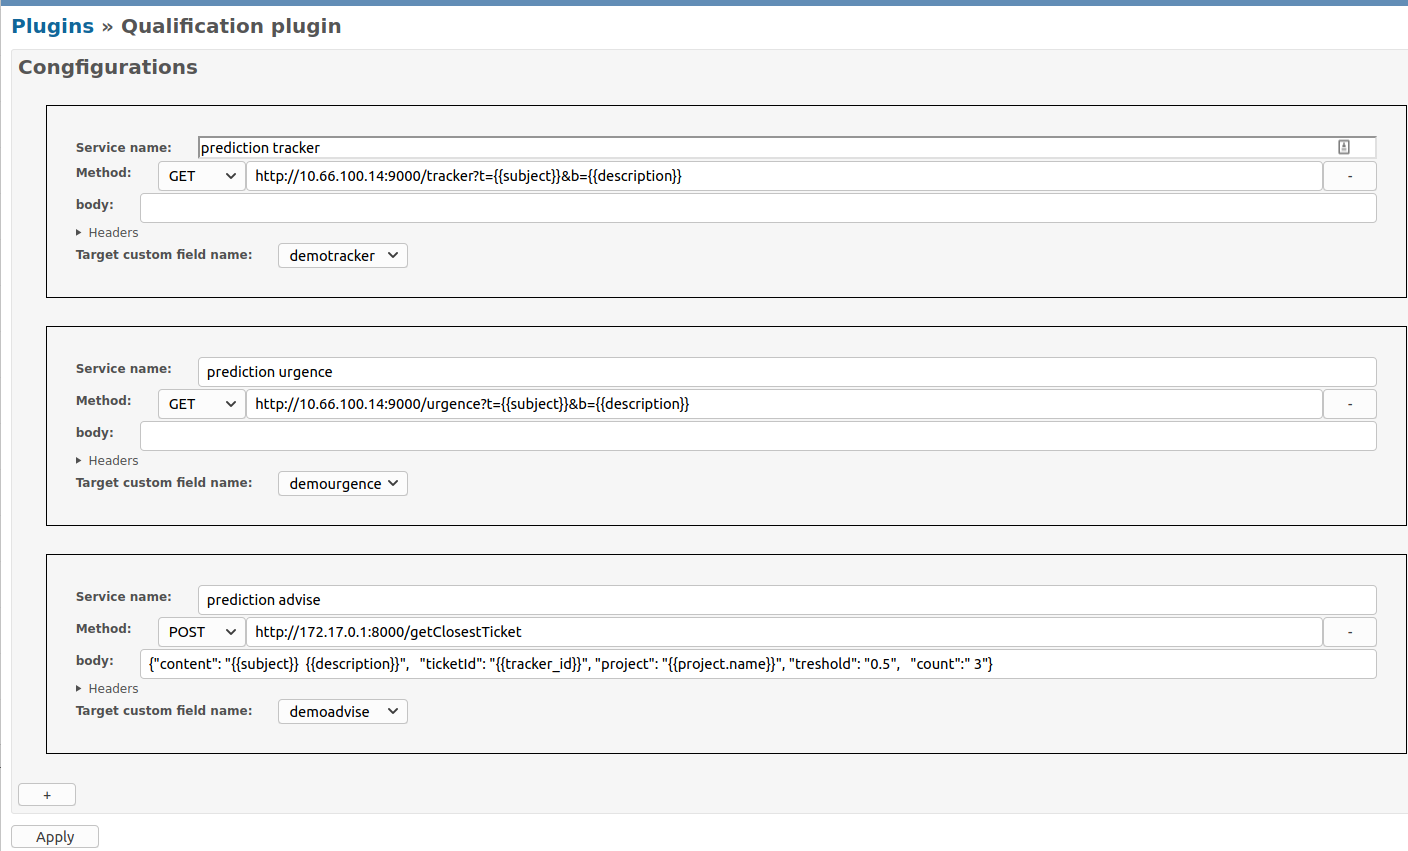 Plugins » Qualification plugin
Congfigurations
Service name: prediction tracker
Method: GET http://10.66.100.14:9000/tracker?t={{subject}}&b={{description}} -
body:
Headers
Target custom field name: demotracker
Service name: prediction urgence
Method: GET http://10.66.100.14:9000/urgence?t={{subject}}&b={{description}} -
body:
Headers
Target custom field name: demourgence
Service name: prediction advise
Method: POST http://172.17.0.1:8000/getClosestTicket -
body: {"content": "{{subject}}  {{description}}",   "ticketId": "{{tracker_id}}", "project": "{{project.name}}", "treshold": "0.5",   "count":" 3"}
Headers
Target custom field name: demoadvise
+
Apply